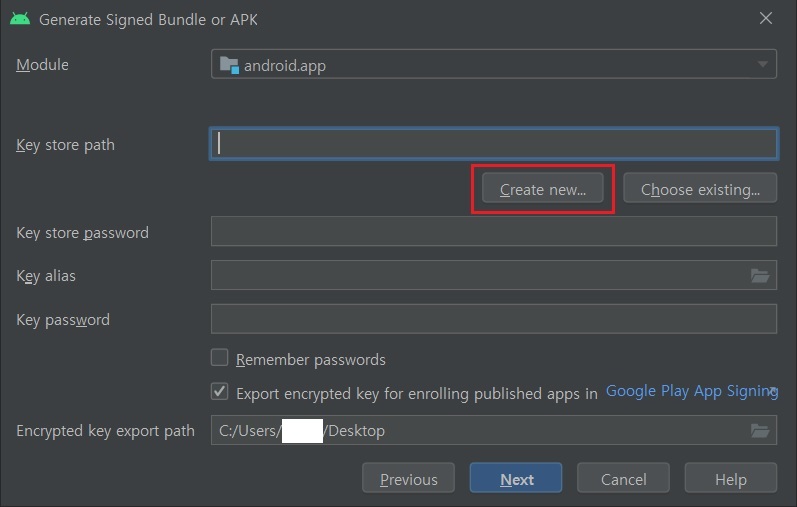 Generate Signed Bundle or APK
Module
android.app
Key store path
Create new...
Choose existing...
Key store password
Key alias
Key password
Remember passwords
Export encrypted key for enrolling published apps in Google Play App Signing
Encrypted key export path
C:/Users/ /Desktop
Previous
Next
Cancel
Help